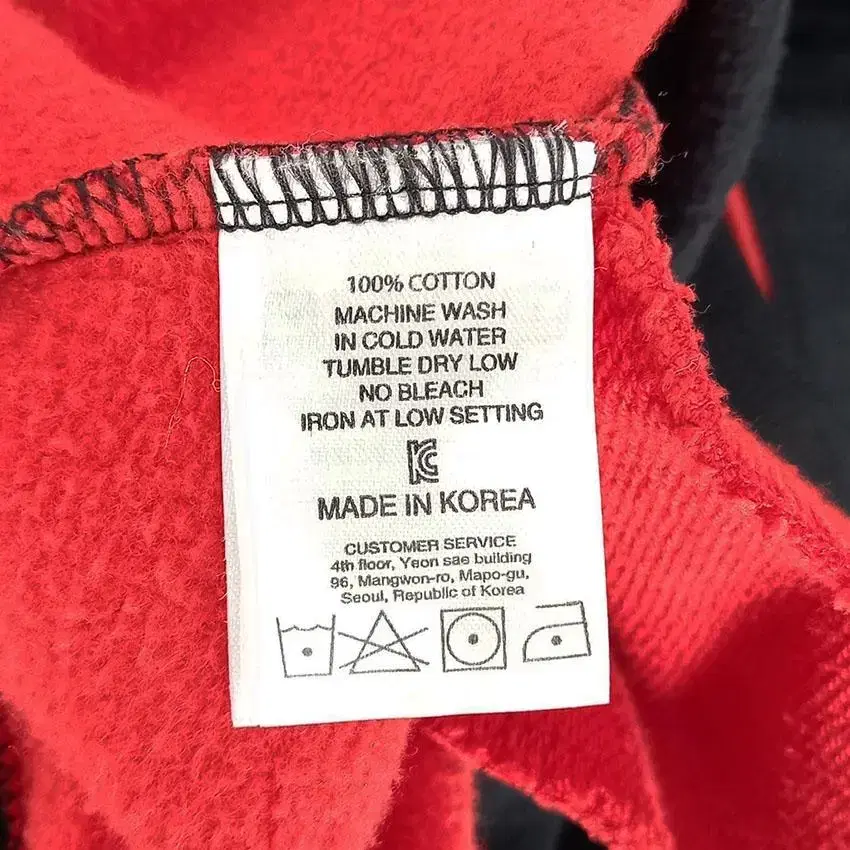 100% COTTON
MACHINE WASH
IN COLD WATER
TUMBLE DRY LOW
NO BLEACH
IRON AT LOW SETTING
KC
MADE IN KOREA
CUSTOMER SERVICE
4th floor, Yeon sae building
96, Mangwon-ro, Mapo-gu,
Seoul, Republic of Korea